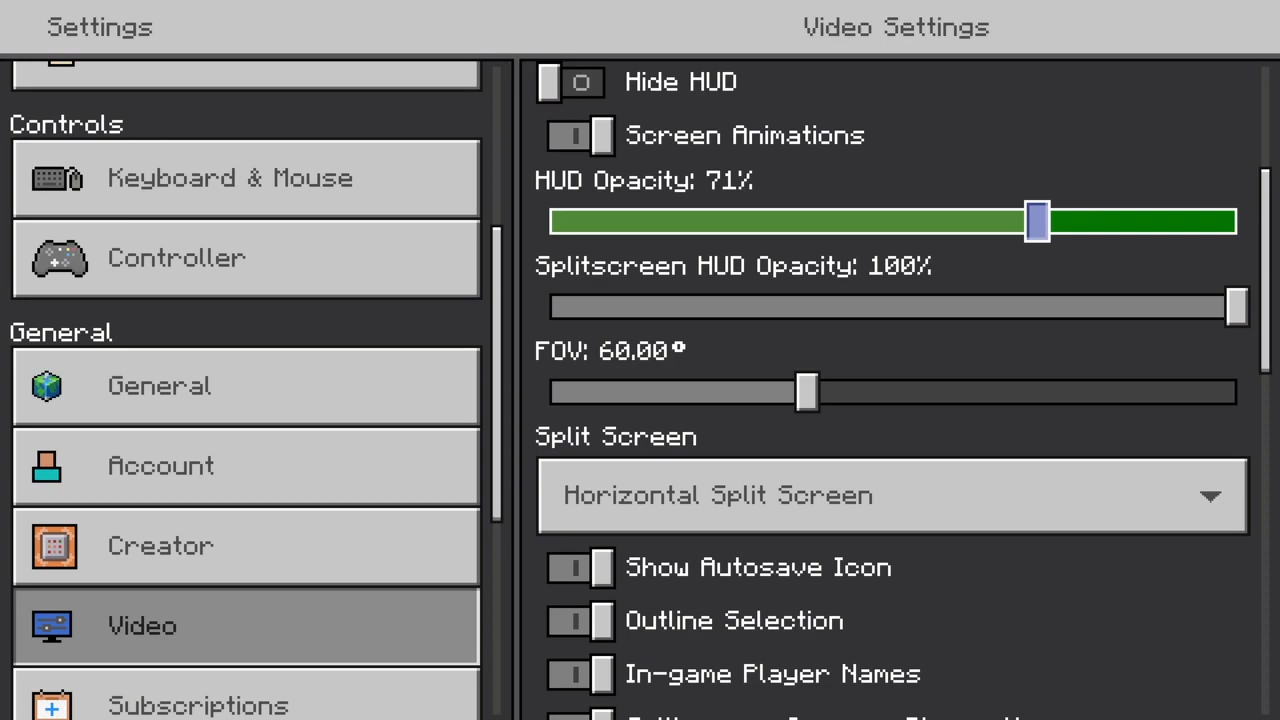 Settings
Video Settings
Controls
Keyboard & Mouse
Controller
General
General
Account
Creator
Video
Subscriptions
Hide HUD
Screen Animations
HUD Opacity: 71%
Splitscreen HUD Opacity: 100%
FOV: 60.00°
Split Screen
Horizontal Split Screen
Show Autosave Icon
Outline Selection
In-game Player Names